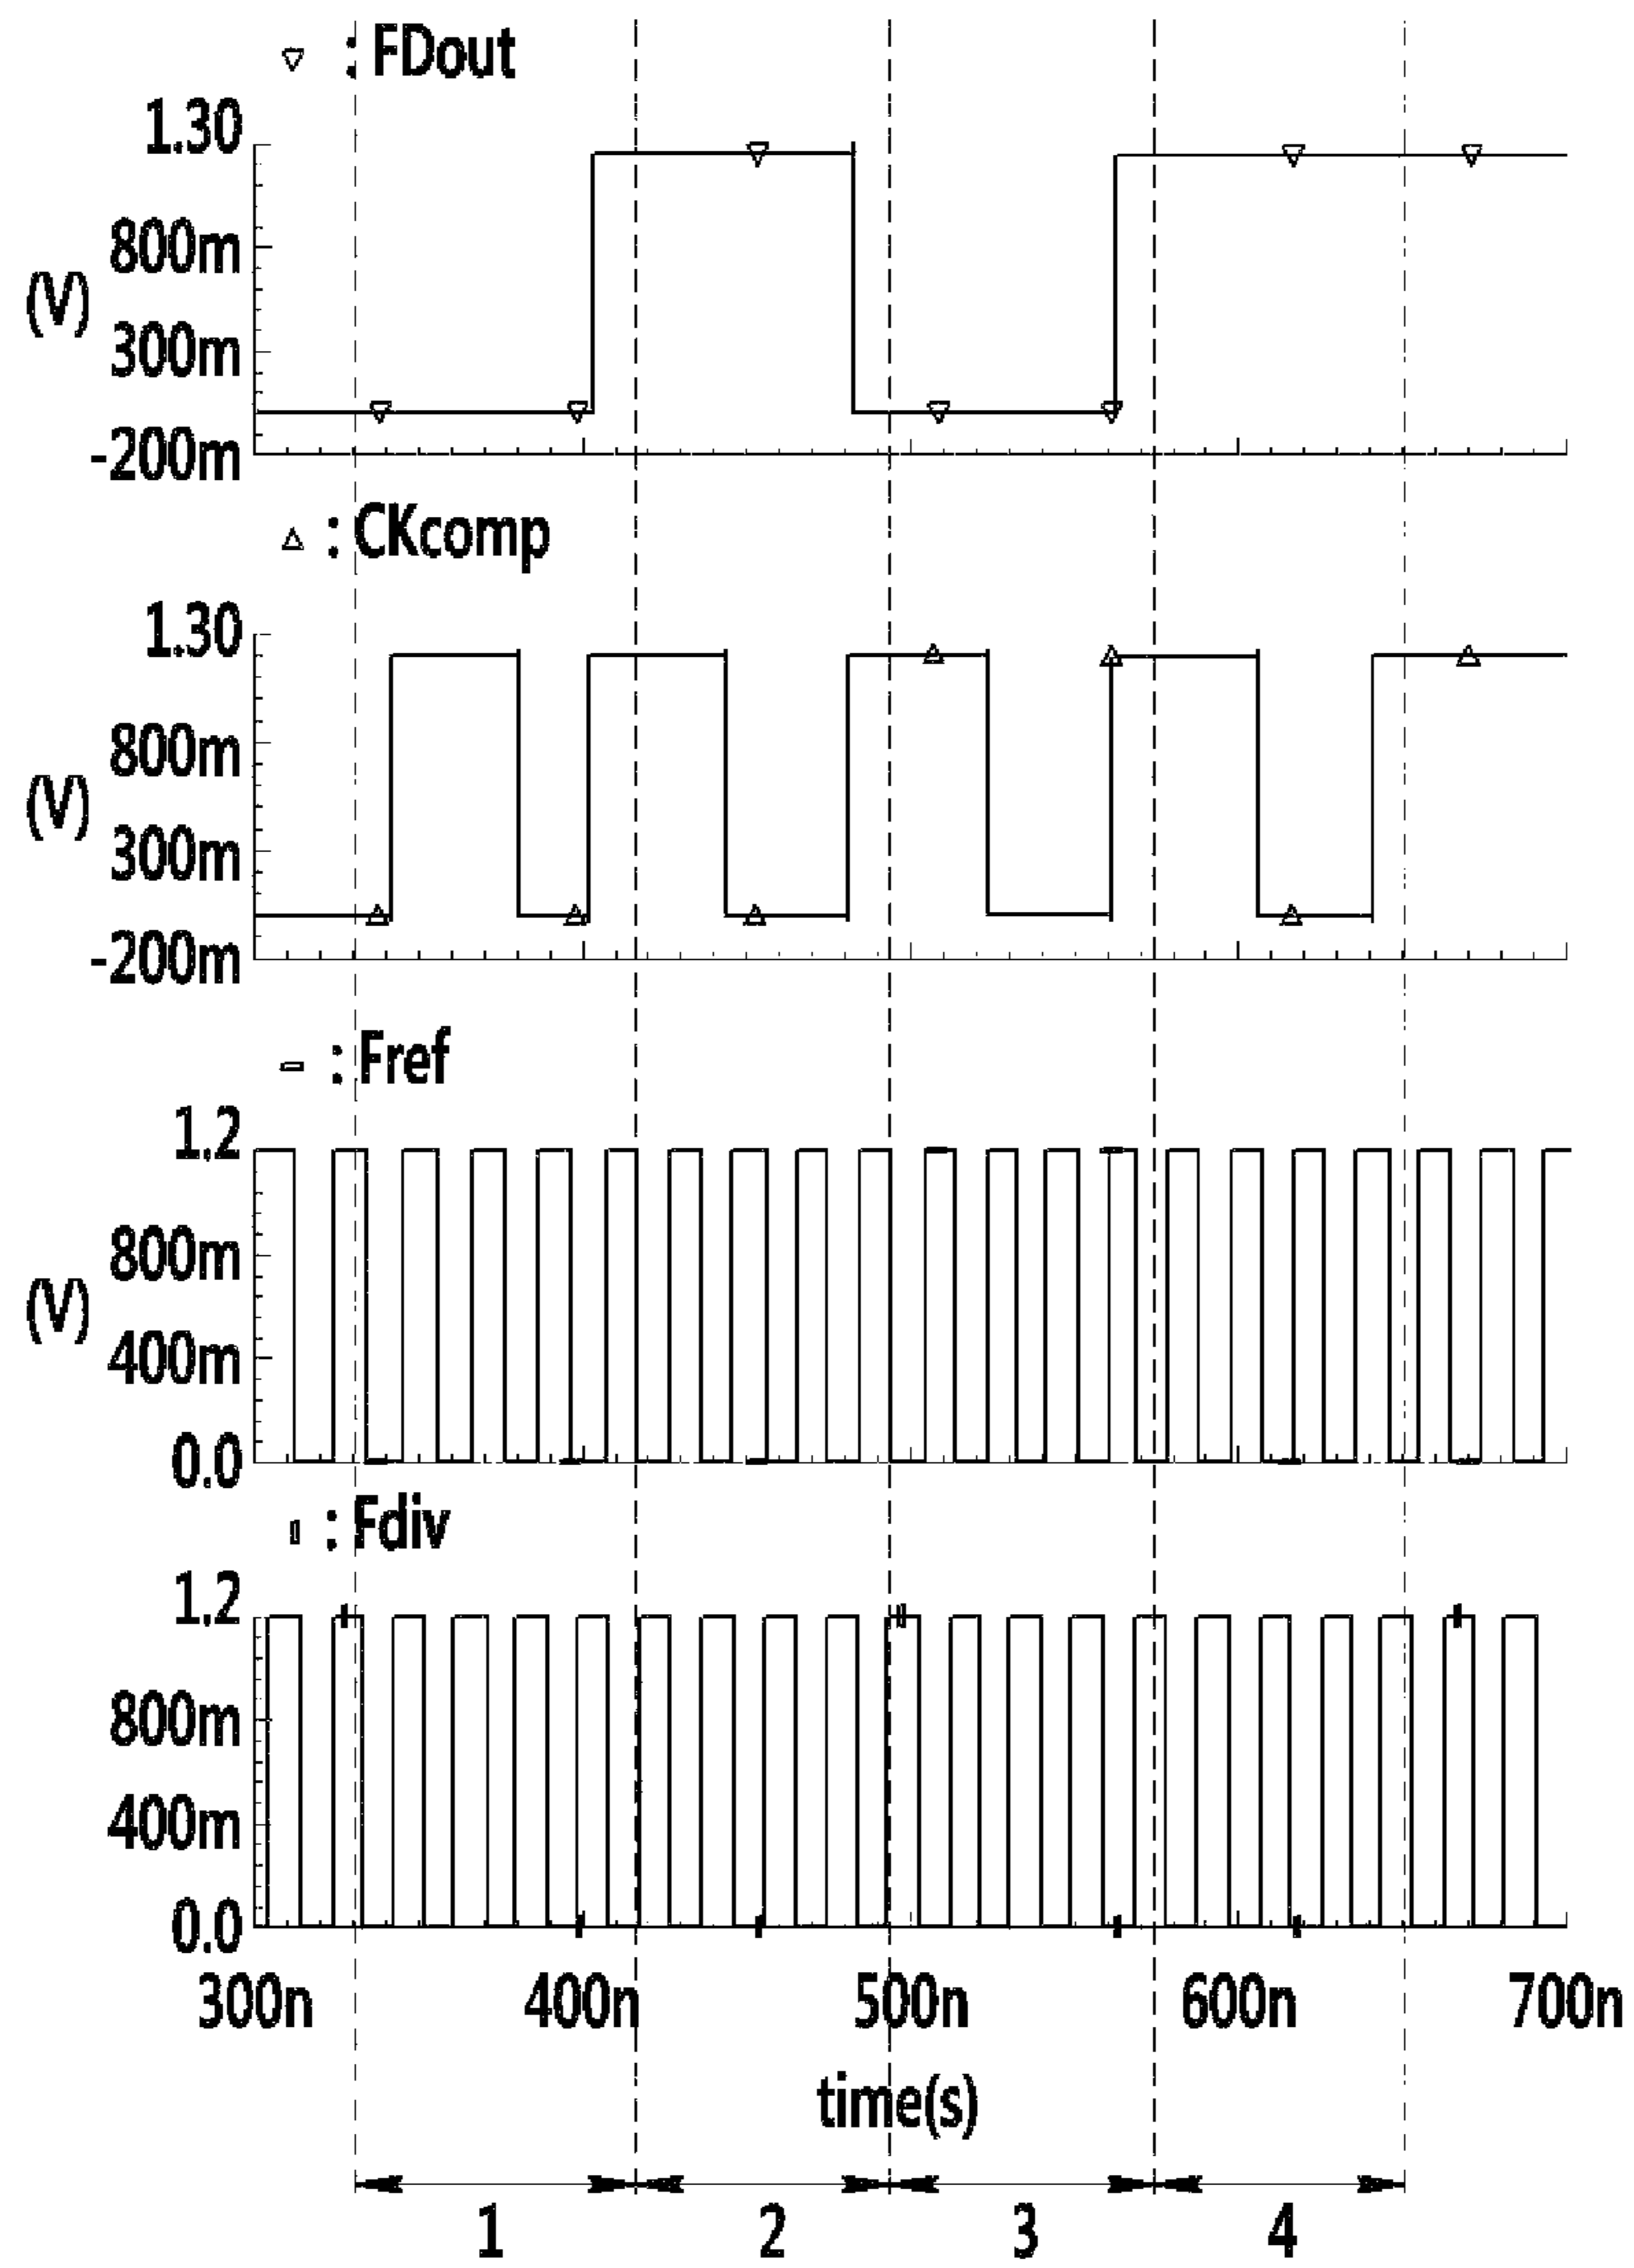 ▽ : FDout
1.30
800m
(V)
300m
-200m
△ : CKcomp
1.30
800m
(V)
300m
-200m
: Fref
1.2
800m
(V)
400m
0.0
: Fdiv
1.2
800m
400m
0.0
300n 400n 500n 600n 700n
time(s)
1 2 3 4